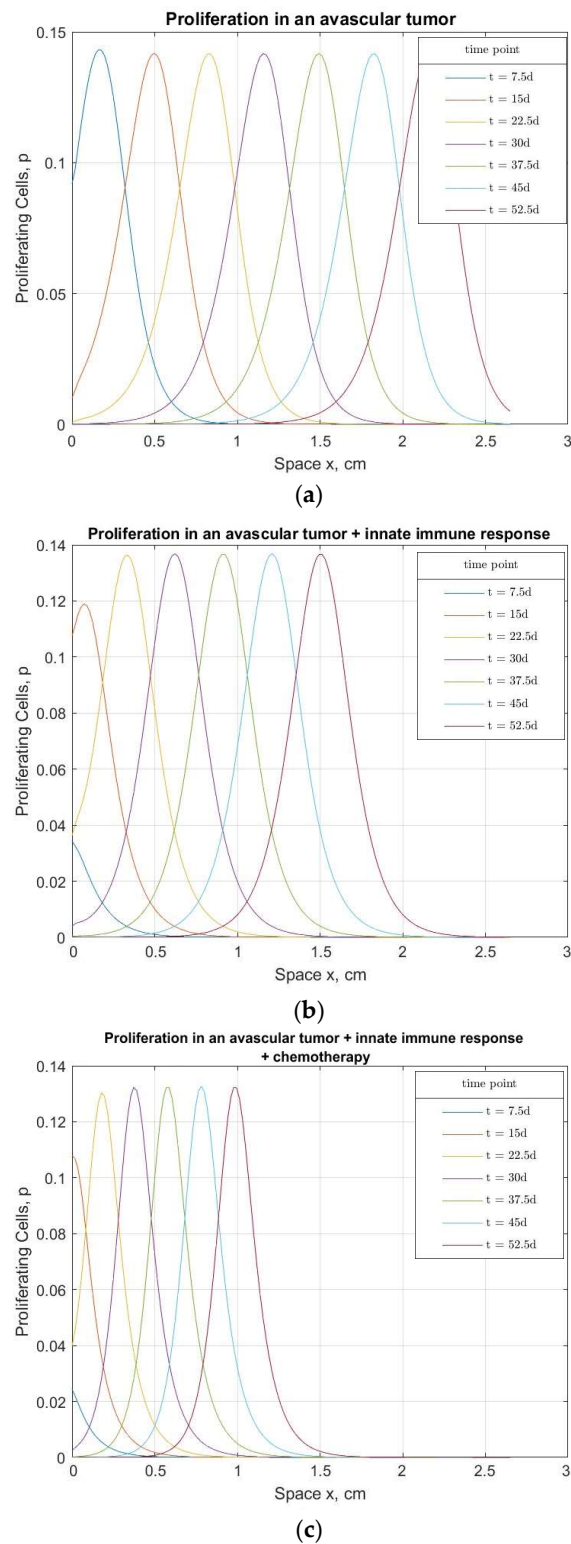 Proliferation in an avascular tumor
time point
t = 7.5d
t = 15d
t = 22.5d
t = 30d
t = 37.5d
t = 45d
t = 52.5d
Proliferating Cells, p
0.15
0.1
0.05
0
0 0.5 1 1.5 2 2.5 3
Space x, cm
(a)
Proliferation in an avascular tumor + innate immune response
time point
t = 7.5d
t = 15d
t = 22.5d
t = 30d
t = 37.5d
t = 45d
t = 52.5d
Proliferating Cells, p
0.14
0.12
0.1
0.08
0.06
0.04
0.02
0
0 0.5 1 1.5 2 2.5 3
Space x, cm
(b)
Proliferation in an avascular tumor + innate immune response
+ chemotherapy
time point
t = 7.5d
t = 15d
t = 22.5d
t = 30d
t = 37.5d
t = 45d
t = 52.5d
Proliferating Cells, p
0.14
0.12
0.1
0.08
0.06
0.04
0.02
0
0 0.5 1 1.5 2 2.5 3
Space x, cm
(c)